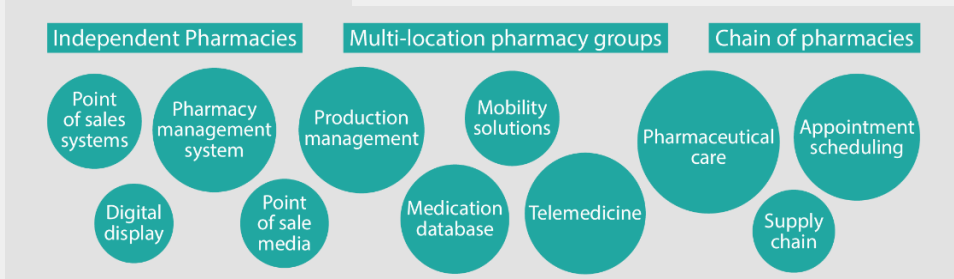 Independent Pharmacies
Multi-location pharmacy groups
Chain of pharmacies
Point
of sales
systems
Pharmacy
management
system
Production
management
Mobility
solutions
Pharmaceutical
care
Appointment
scheduling
Digital
display
Point
of sale
media
Medication
database
Telemedicine
Supply
chain